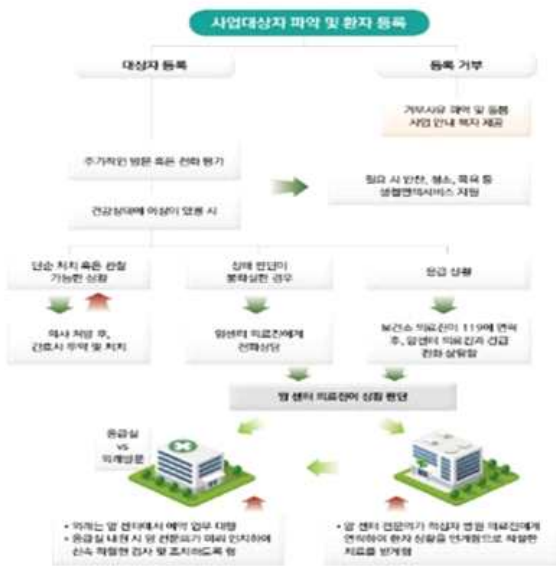 사업대상자 파악 및 환자 등록
대상자 등록
등록 거부
거부사유 파악 및
사업 안내 책자 제공
주기적인 방문 혹은 전화 평가
필요 시 반찬, 청소, 목욕 등
생활편의서비스 지원
건강상태에 이상이 있을 시
단순 처치 혹은 관찰
가능한 상황
상태 판단이
불확실한 경우
응급 상황
의사 처방 후,
간호사 투약 및 처치
암센터 의료진에게
전화상담
보건소 의료진이 119에 연락
후, 암센터 의료진과 긴급
전화
암 센터 의료진이 상황 판단
응급실
vs
외래방문
• 외래는 암 센터에서 예약 업무 대행
• 응급실 내원 시 암 전문의가 미리 인지하여
신속 적절한 검사 및 조치하도록 함
• 암 센터 전문의가 적십자 병원 의료진에게
연락하여 환자 상황을 연계함으로 적절한
치료를 받게함